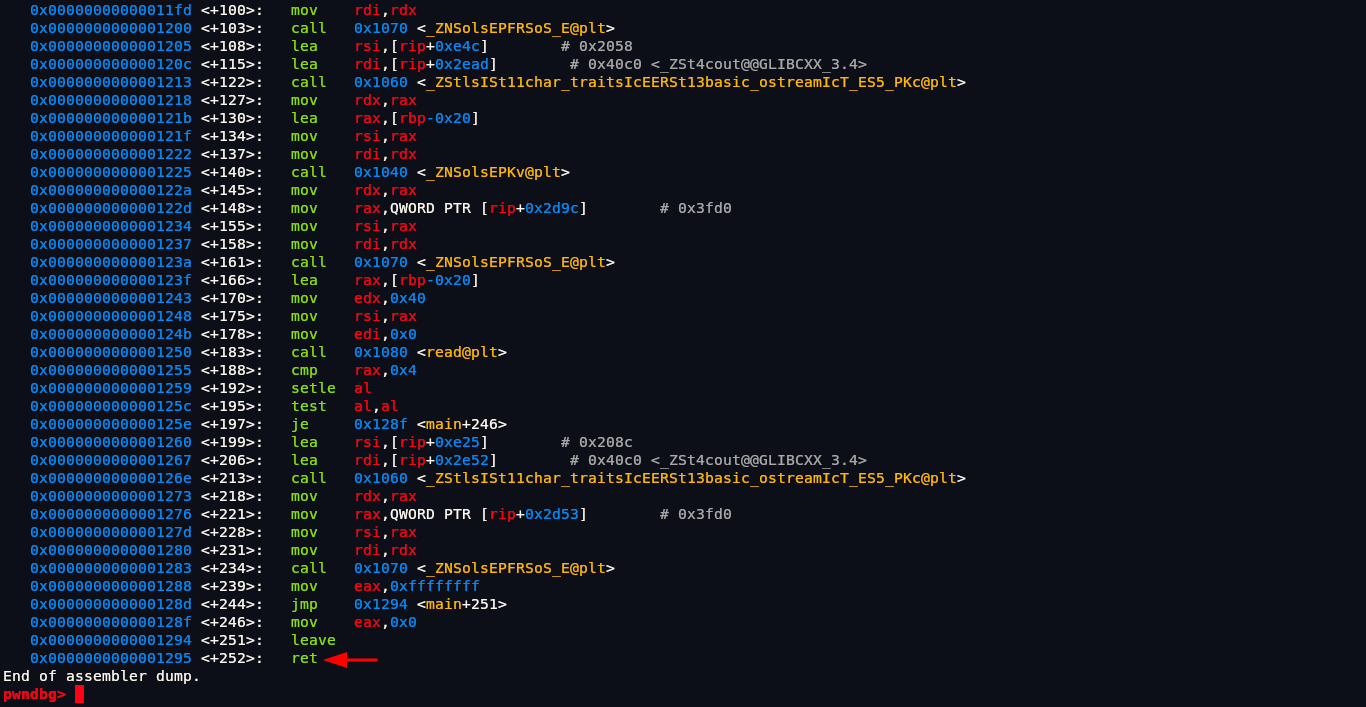 0x00000000000011fd <+100>: mov rdi,rdx
0x0000000000001200 <+103>: call 0x1070 <_ZNSolsEPFRSoS_E@plt>
0x0000000000001205 <+108>: lea rsi,[rip+0xe4c] # 0x2058
0x000000000000120c <+115>: lea rdi,[rip+0x2ead] # 0x40c0 <_ZSt4cout@@GLIBCXX_3.4>
0x0000000000001213 <+122>: call 0x1060 <_ZStlsISt11char_traitsIcEERSt13basic_ostreamIcT_ES5_PKc@plt>
0x0000000000001218 <+127>: mov rdx,rax
0x000000000000121b <+130>: lea rax,[rbp-0x20]
0x000000000000121f <+134>: mov rsi,rax
0x0000000000001222 <+137>: mov rdi,rdx
0x0000000000001225 <+140>: call 0x1040 <_ZNSolsEPKv@plt>
0x000000000000122a <+145>: mov rdx,rax
0x000000000000122d <+148>: mov rax,QWORD PTR [rip+0x2d9c] # 0x3fd0
0x0000000000001234 <+155>: mov rsi,rax
0x0000000000001237 <+158>: mov rdi,rdx
0x000000000000123a <+161>: call 0x1070 <_ZNSolsEPFRSoS_E@plt>
0x000000000000123f <+166>: lea rax,[rbp-0x20]
0x0000000000001243 <+170>: mov edx,0x40
0x0000000000001248 <+175>: mov rsi,rax
0x000000000000124b <+178>: mov edi,0x0
0x0000000000001250 <+183>: call 0x1080 <read@plt>
0x0000000000001255 <+188>: cmp rax,0x4
0x0000000000001259 <+192>: setle al
0x000000000000125c <+195>: test al,al
0x000000000000125e <+197>: je 0x128f <main+246>
0x0000000000001260 <+199>: lea rsi,[rip+0xe25] # 0x208c
0x0000000000001267 <+206>: lea rdi,[rip+0x2e52] # 0x40c0 <_ZSt4cout@@GLIBCXX_3.4>
0x000000000000126e <+213>: call 0x1060 <_ZStlsISt11char_traitsIcEERSt13basic_ostreamIcT_ES5_PKc@plt>
0x0000000000001273 <+218>: mov rdx,rax
0x0000000000001276 <+221>: mov rax,QWORD PTR [rip+0x2d53] # 0x3fd0
0x000000000000127d <+228>: mov rsi,rax
0x0000000000001280 <+231>: mov rdi,rdx
0x0000000000001283 <+234>: call 0x1070 <_ZNSolsEPFRSoS_E@plt>
0x0000000000001288 <+239>: mov eax,0xffffffff
0x000000000000128d <+244>: jmp 0x1294 <main+251>
0x000000000000128f <+246>: mov eax,0x0
0x0000000000001294 <+251>: leave
0x0000000000001295 <+252>: ret
End of assembler dump.
pwndbg>